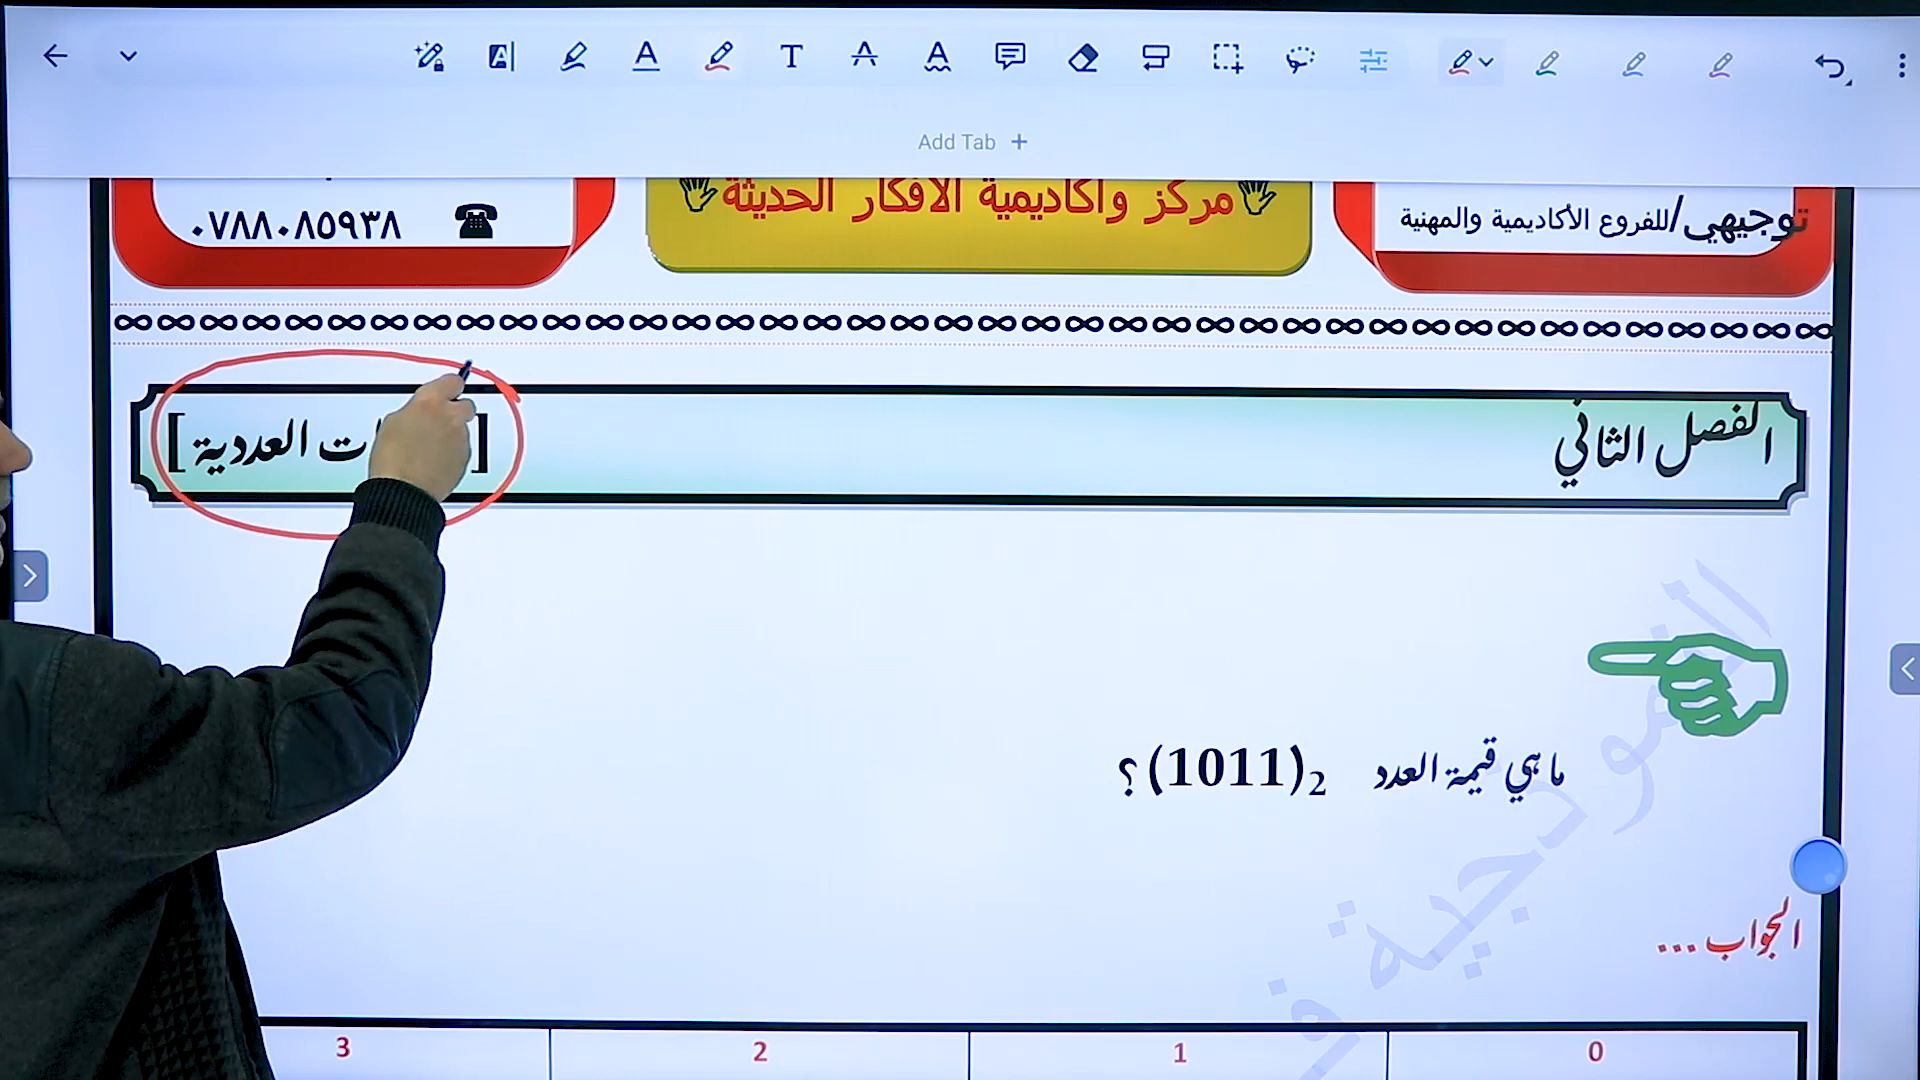 Add Tab +
توجيهي/للفروع الأكاديمية والمهنية
مركز وأكاديمية الأفكار الحديثة
٠٧٨٨٠٨٥٩٣٨
الفصل الثاني
العددية]
ما هي قيمة العدد (1011)2 ؟
الجواب ...
3 2 1 0
النموذجية